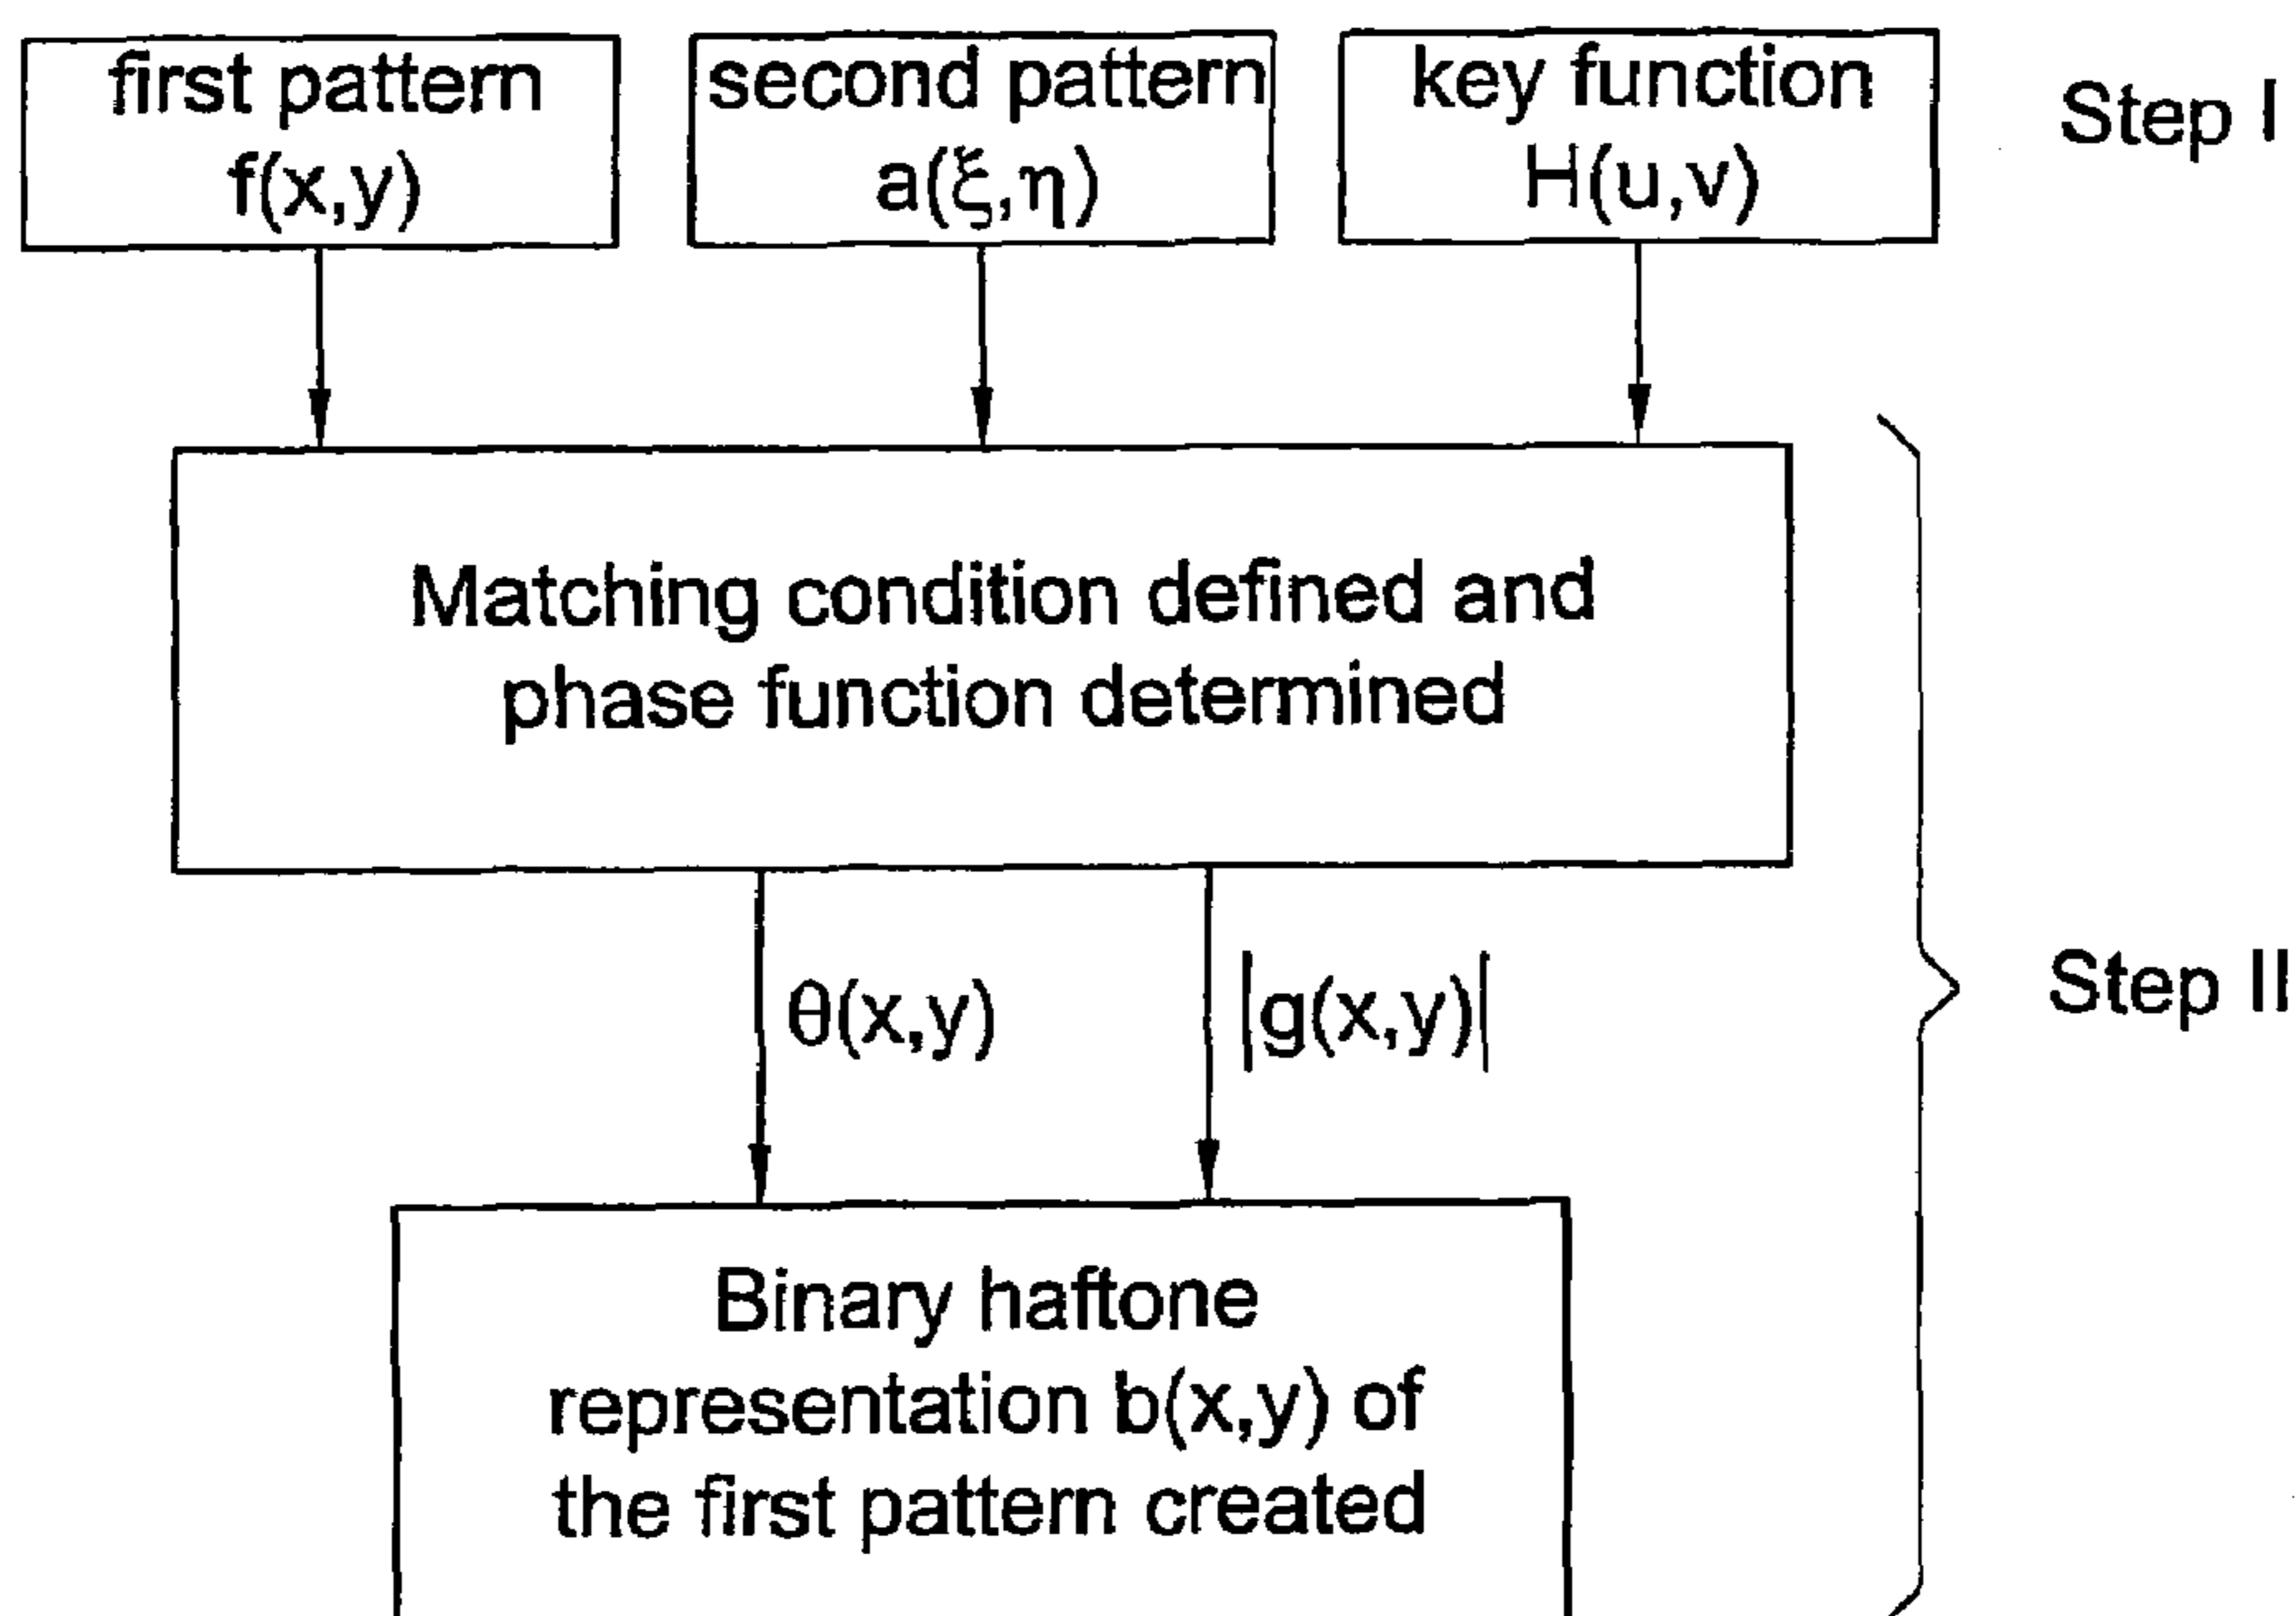 first pattern
f(x,y)
second pattern
a(ξ,η)
key function
H(u,v)
Step I
Matching condition defined and
phase function determined
θ(x,y)
|g(x,y)|
Step II
Binary haftone
representation b(x,y) of
the first pattern created